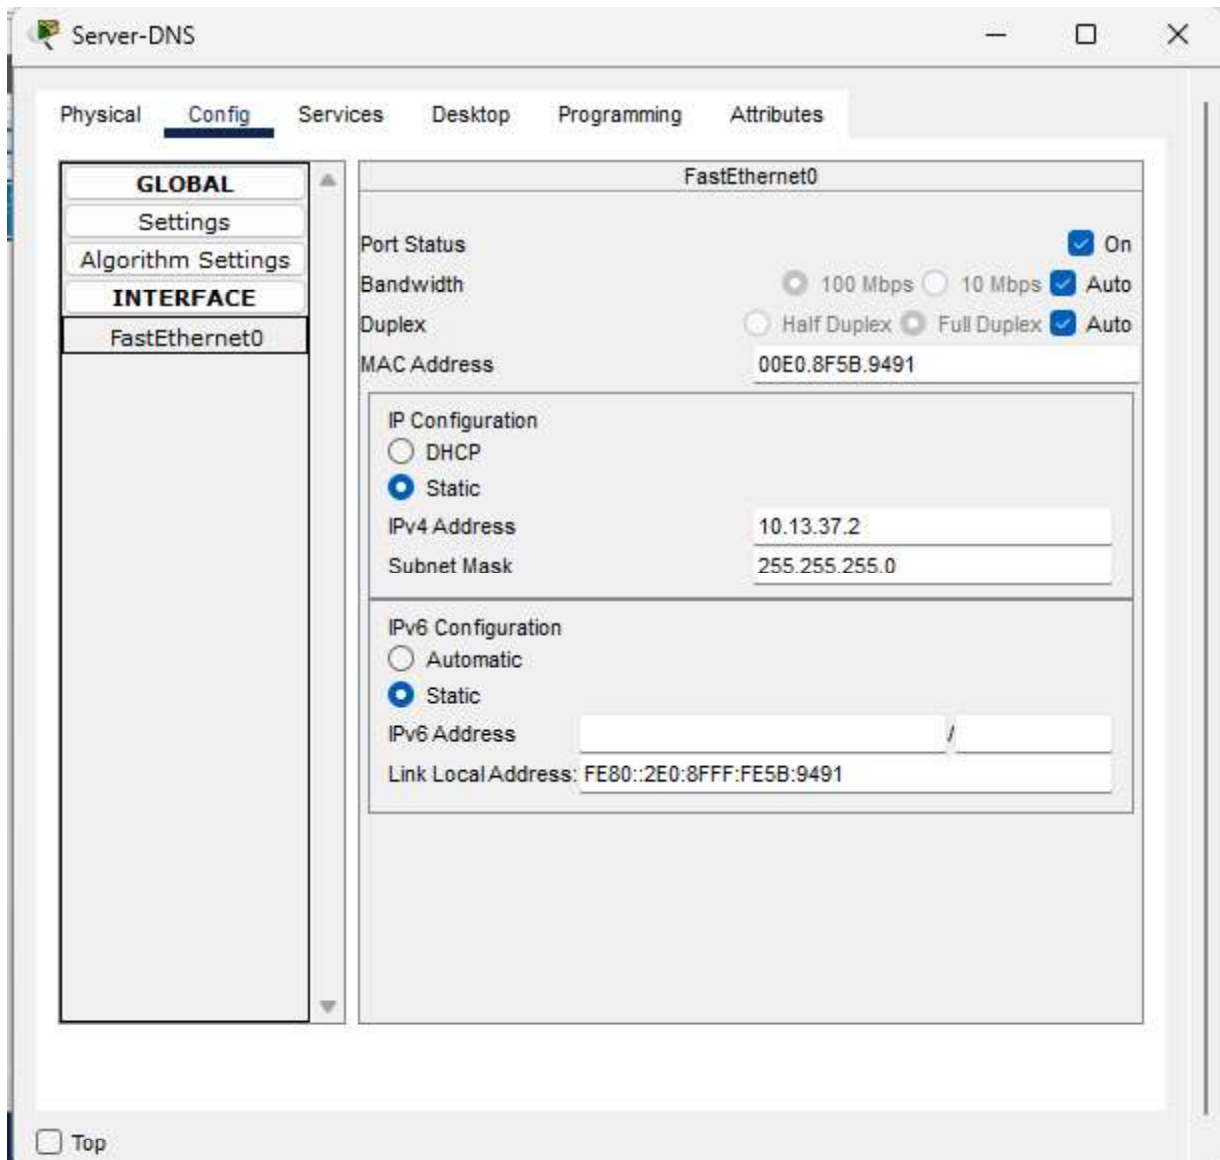 Server-DNS
Physical Config Services Desktop Programming Attributes
GLOBAL
Settings
Algorithm Settings
INTERFACE
FastEthernet0
FastEthernet0
Port Status On
Bandwidth 100 Mbps 10 Mbps Auto
Duplex Half Duplex Full Duplex Auto
MAC Address 00E0.8F5B.9491
IP Configuration
DHCP
Static
IPv4 Address 10.13.37.2
Subnet Mask 255.255.255.0
IPv6 Configuration
Automatic
Static
IPv6 Address /
Link Local Address: FE80::2E0:8FFF:FE5B:9491
Top